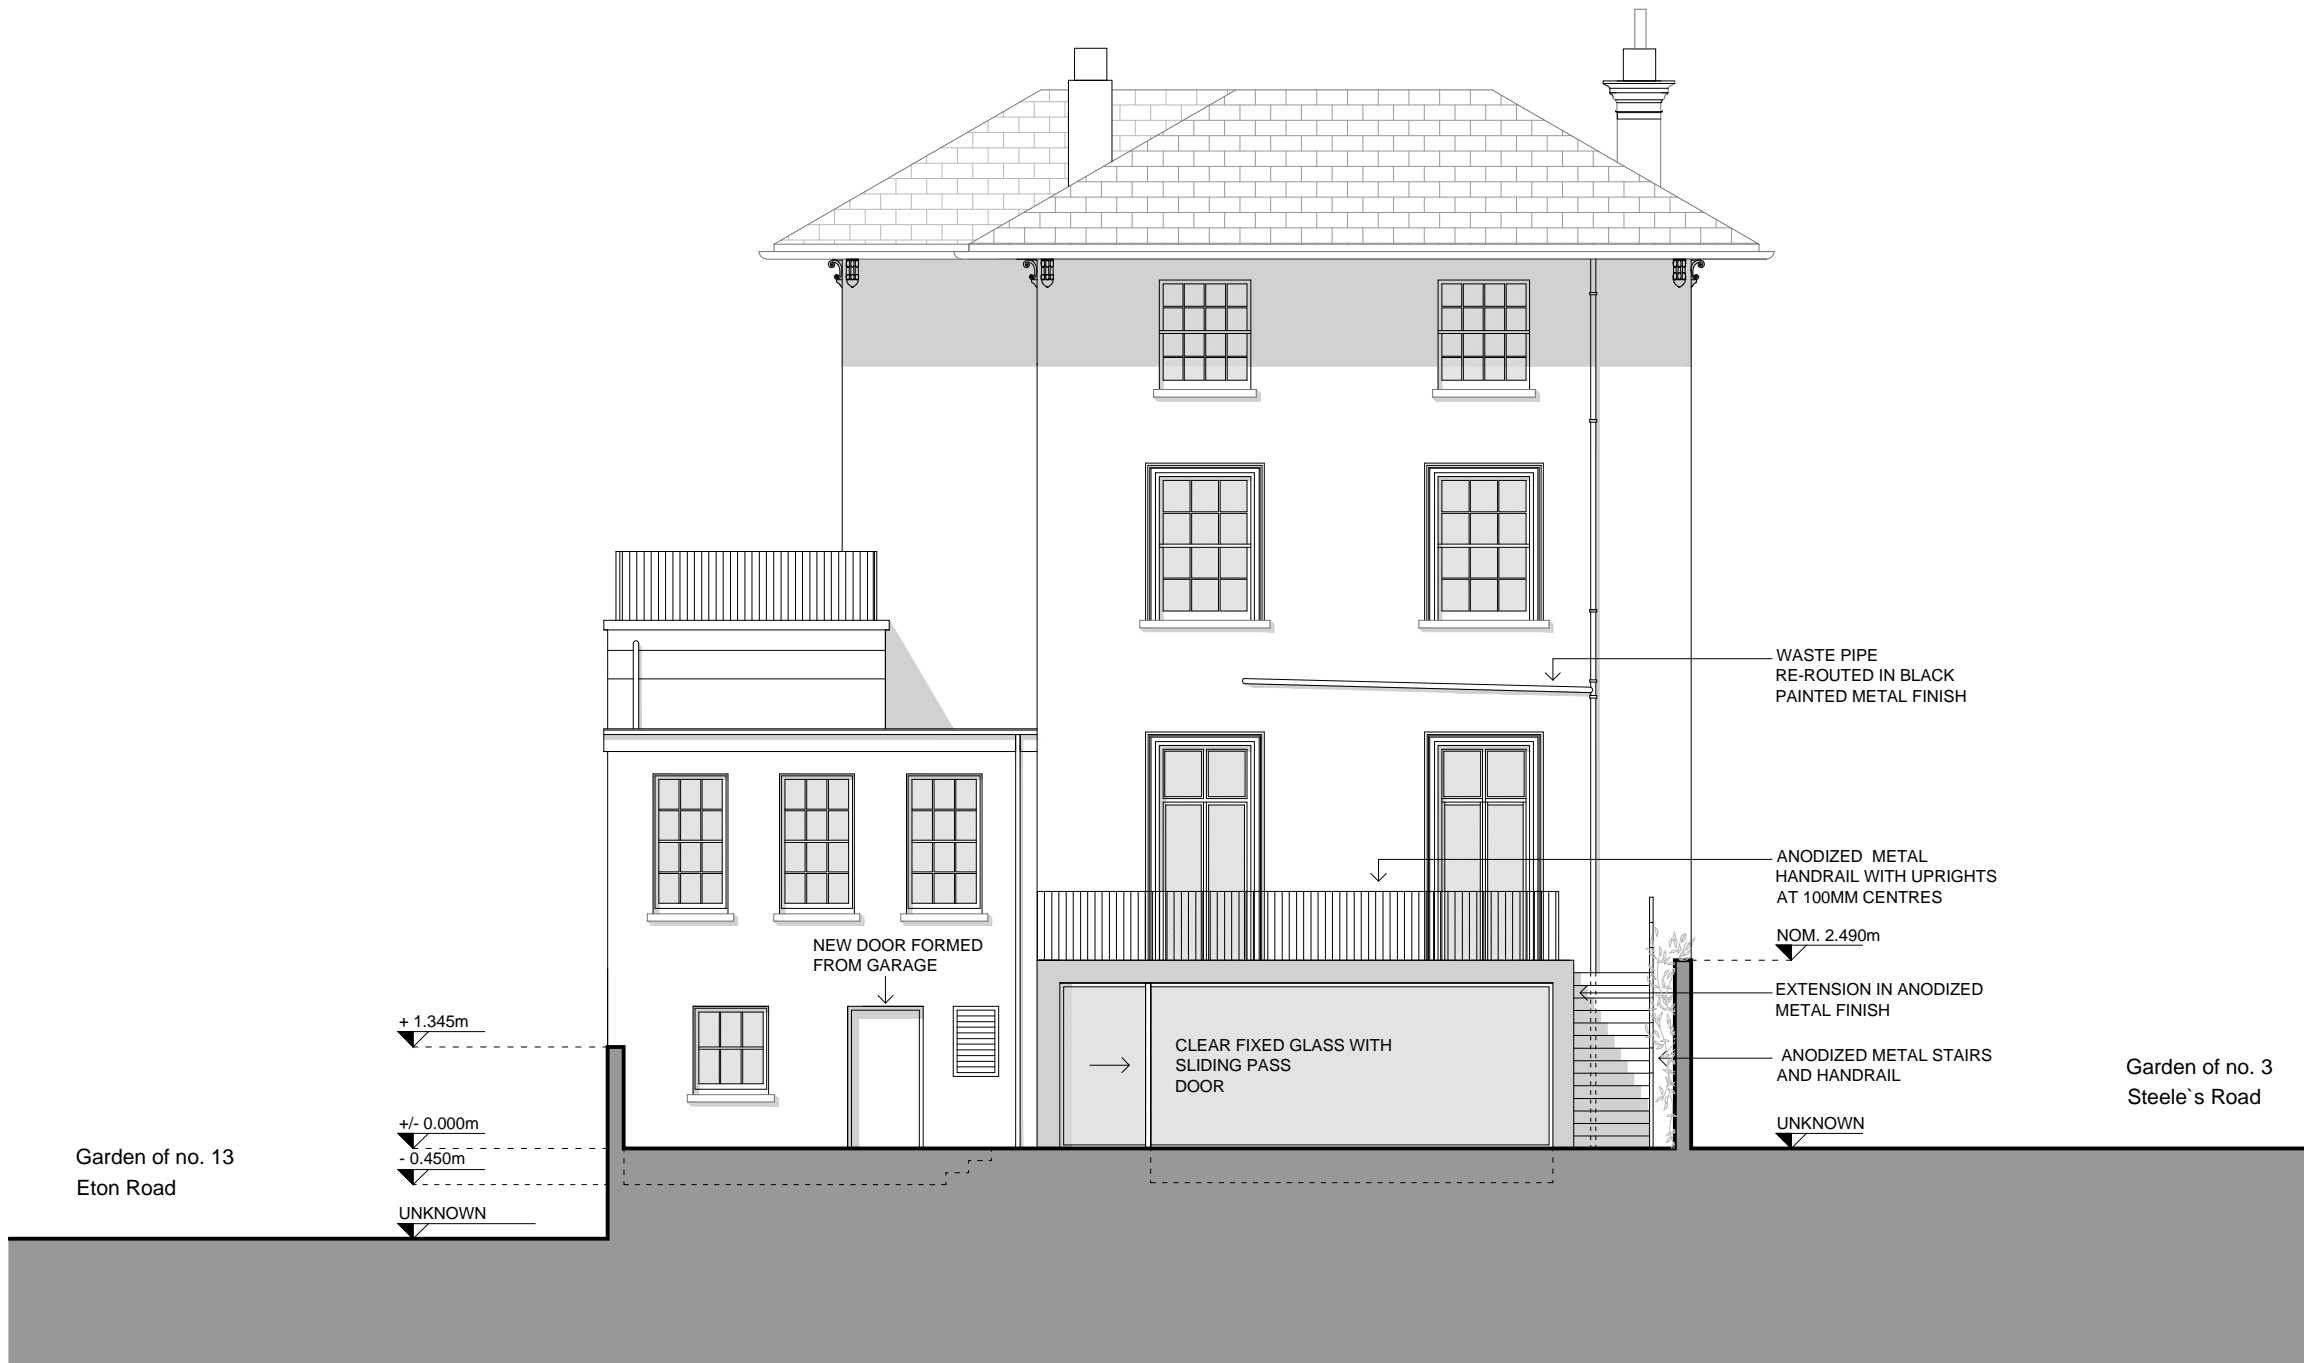 WASTE PIPE
RE-ROUTED IN BLACK
PAINTED METAL FINISH
ANODIZED  METAL
HANDRAIL WITH UPRIGHTS
AT 100MM CENTRES
NEW DOOR FORMED
FROM GARAGE
NOM. 2.490m
EXTENSION IN ANODIZED
METAL FINISH
+ 1.345m
CLEAR FIXED GLASS WITH
SLIDING PASS
DOOR
ANODIZED METAL STAIRS
AND HANDRAIL
Garden of no. 3
Steele`s Road
+/- 0.000m
UNKNOWN
- 0.450m
Garden of no. 13
Eton Road
UNKNOWN